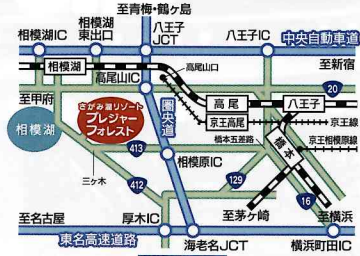 至青梅・鶴ヶ島
相模湖IC
相模湖東出口
八王子JCT
八王子IC
中央自動車道
相模湖
高尾山口
至新宿
高尾山IC
至甲府
圏央道
高尾
八王子
20
相模湖
さがみ湖リゾート
プレジャー
フォレスト
京王高尾
京王線
橋本五差路
橋本
京王相模原線
413
相模原IC
三ケ木
412
129
16
至茅ヶ崎
至横浜
至名古屋
厚木IC
東名高速道路
海老名JCT
横浜町田IC